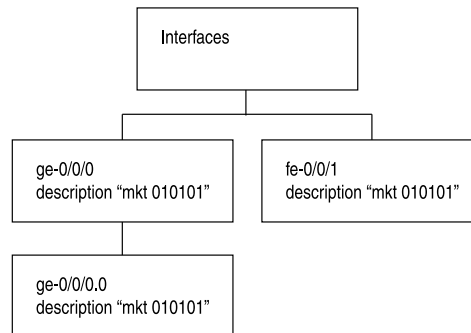 Interfaces
ge-0/0/0
description “mkt 010101”
fe-0/0/1
description “mkt 010101”
ge-0/0/0.0
description “mkt 010101”